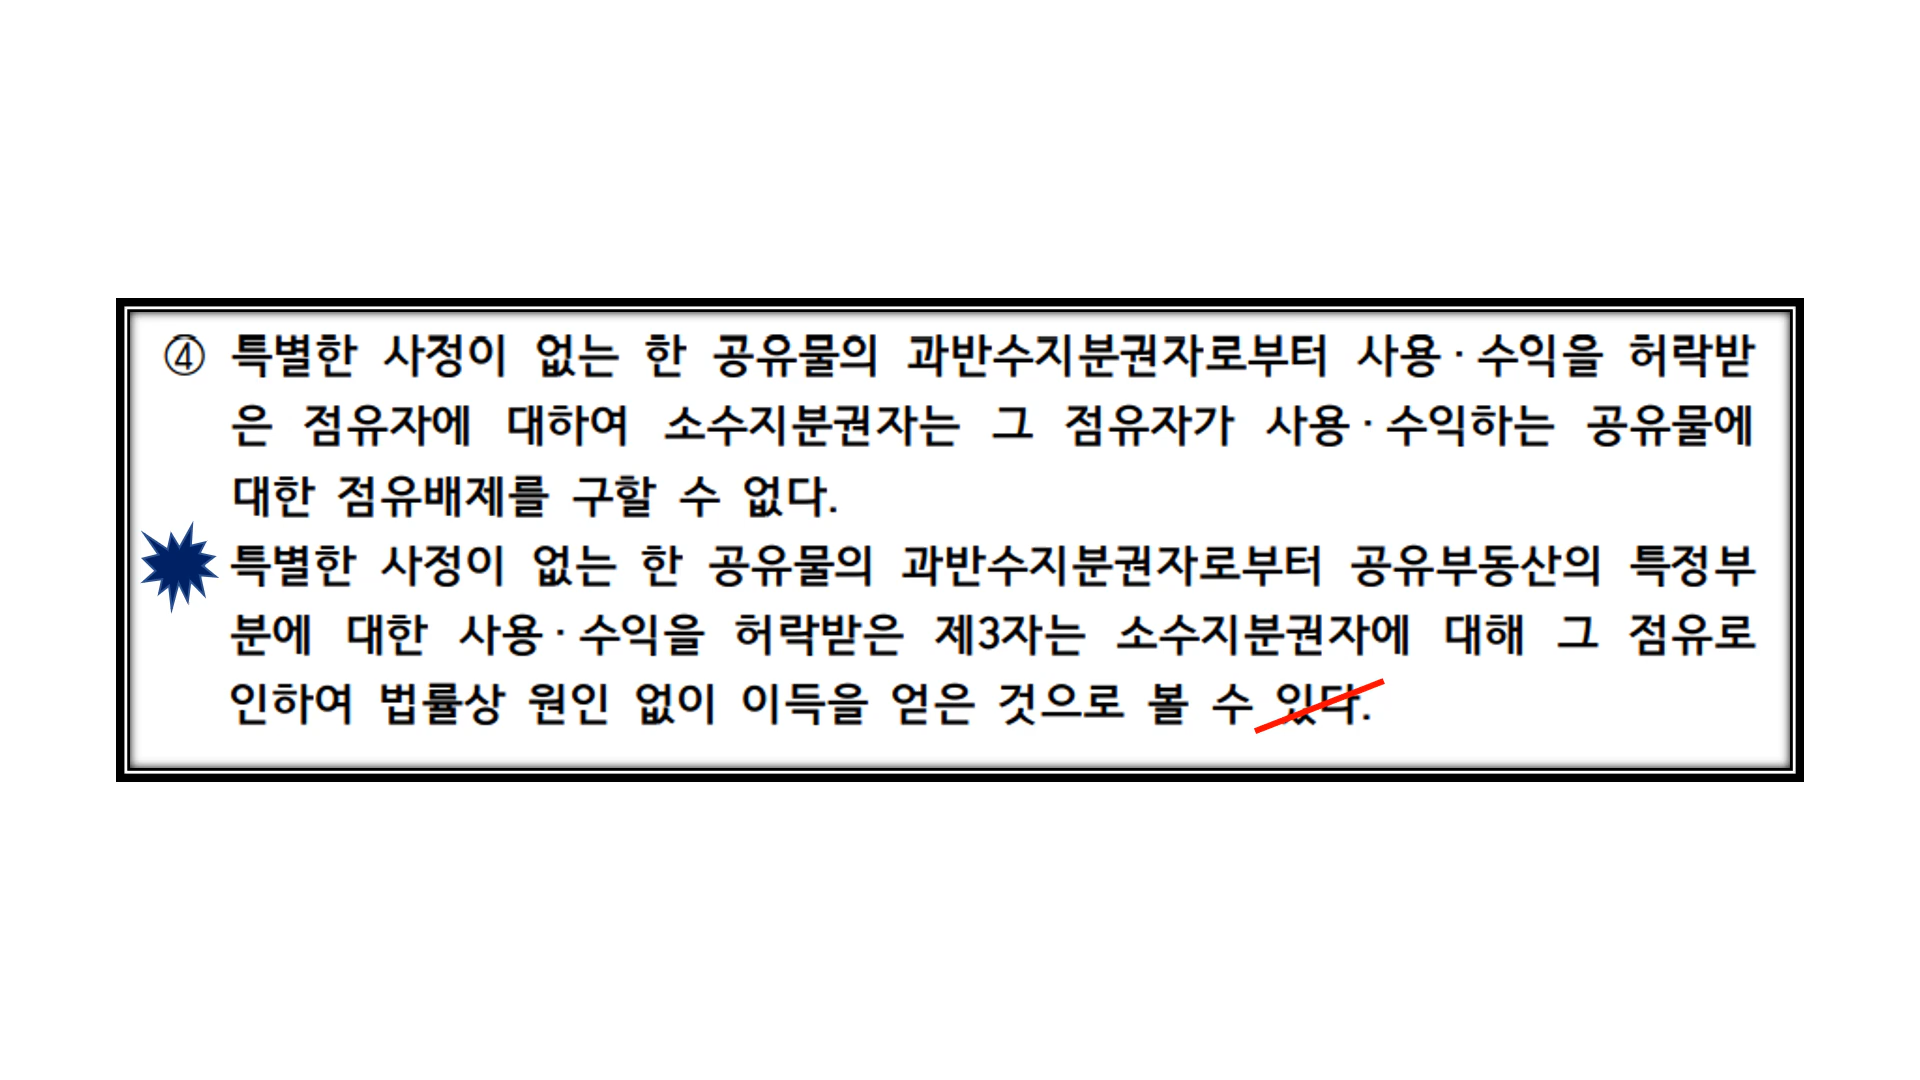 ④ 특별한 사정이 없는 한 공유물의 과반수지분권자로부터 사용·수익을 허락받
은 점유자에 대하여 소수지분권자는 그 점유자가 사용·수익하는 공유물에
대한 점유배제를 구할 수 없다.
특별한 사정이 없는 한 공유물의 과반수지분권자로부터 공유부동산의 특정부
분에 대한 사용·수익을 허락받은 제3자는 소수지분권자에 대해 그 점유로
인하여 법률상 원인 없이 이득을 얻은 것으로 볼 수 있다.